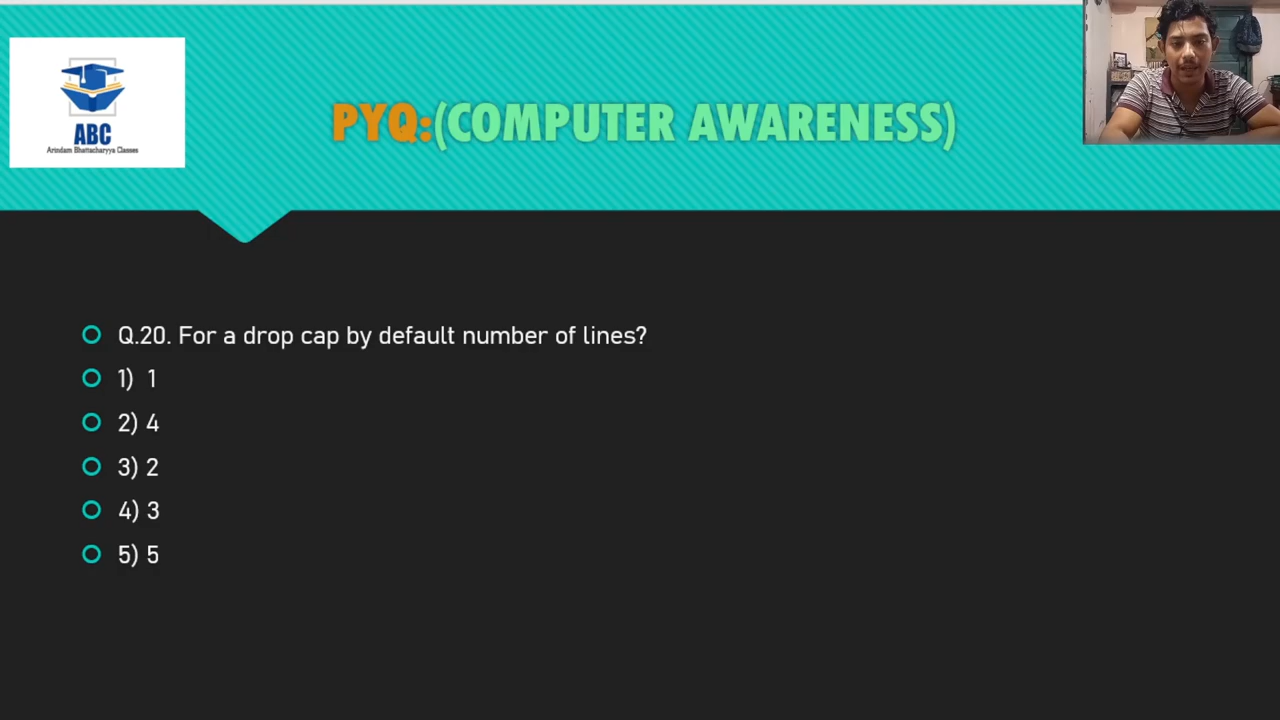 ABC
Arindam Bhattacharyya Classes
PYQ:(COMPUTER AWARENESS)
Q.20. For a drop cap by default number of lines?
1) 1
2) 4
3) 2
4) 3
5) 5